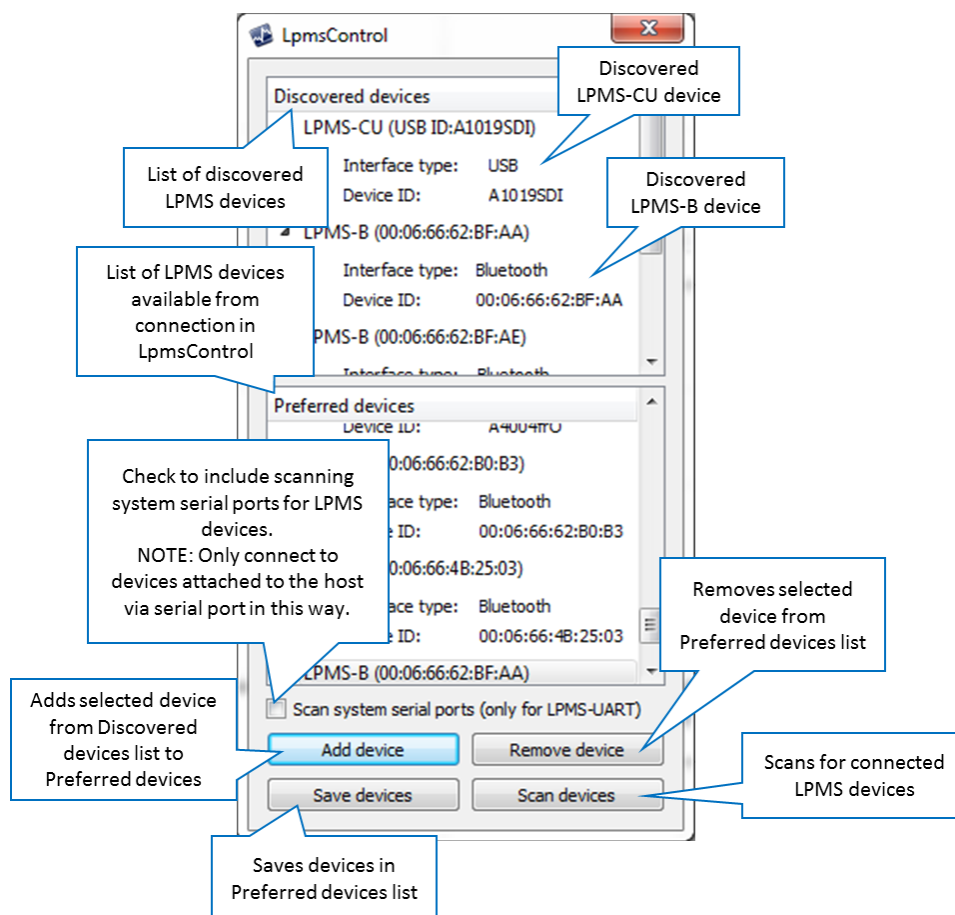 LpmsControl
Discovered
LPMS-CU device
Discovered devices
LPMS-CU (USB ID:A1019SDI)
Interface type: USB
Device ID: A1019SDI
List of discovered
LPMS devices
Discovered
LPMS-B device
LPMS-B (00:06:66:62:BF:AA)
Interface type: Bluetooth
Device ID: 00:06:66:62:BF:AA
List of LPMS devices
available from
connection in
LpmsControl
LPMS-B (00:06:66:62:BF:AE)
Interface type: Bluetooth
Preferred devices
Device ID:
0:06:66:62:B0:B3)
ace type: Bluetooth
ID: 00:06:66:62:B0:B3
0:06:66:4B:25:03)
ace type: Bluetooth
ID: 00:06:66:4B:25:03
LPMS-B (00:06:66:62:BF:AA)
Check to include scanning
system serial ports for LPMS
devices.
NOTE: Only connect to
devices attached to the host
via serial port in this way.
Removes selected
device from
Preferred devices list
Scan system serial ports (only for LPMS-UART)
Adds selected device
from Discovered
devices list to
Preferred devices
Add device
Remove device
Save devices
Scan devices
Scans for connected
LPMS devices
Saves devices in
Preferred devices list